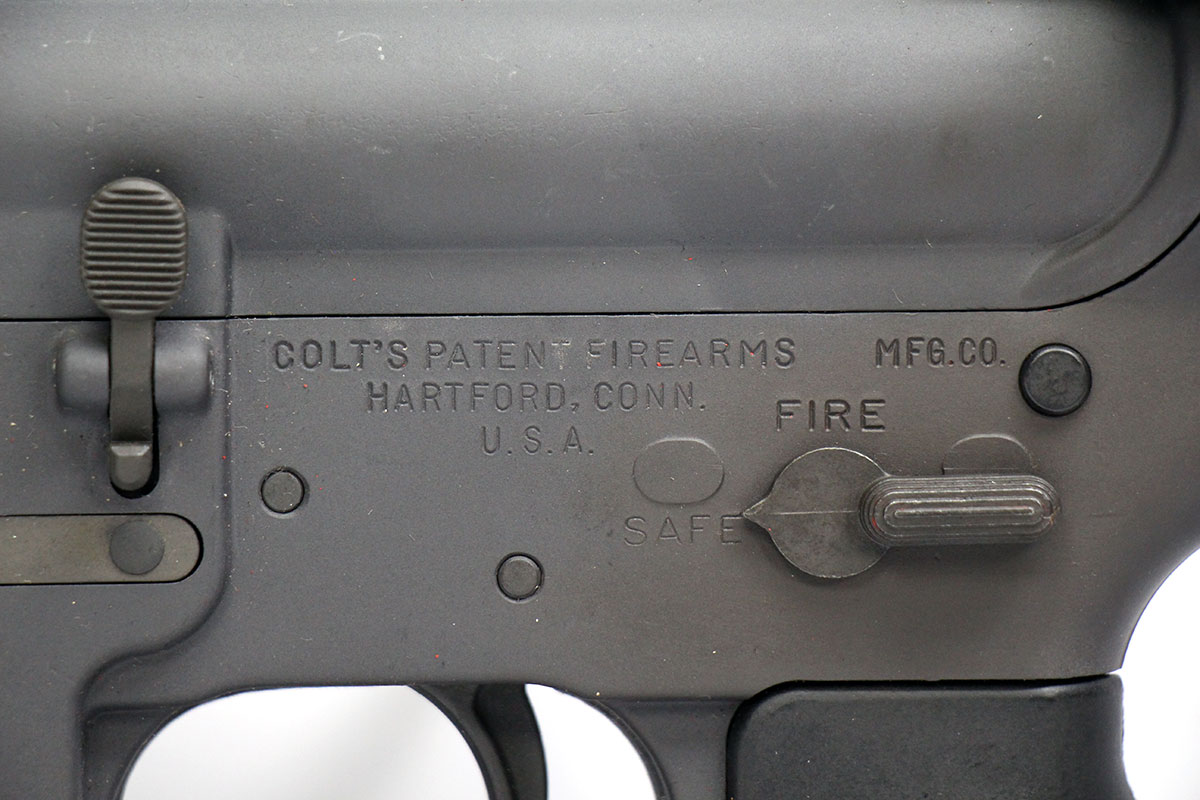 COLT'S PATENT FIREARMS MFG.CO.
HARTFORD, CONN.
U.S.A.
FIRE
SAFE